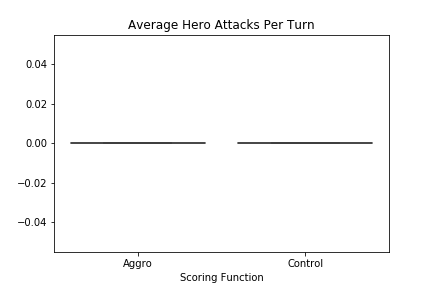 Average Hero Attacks Per Turn
0.04
0.02
0.00
−0.02
−0.04
Aggro Control
Scoring Function